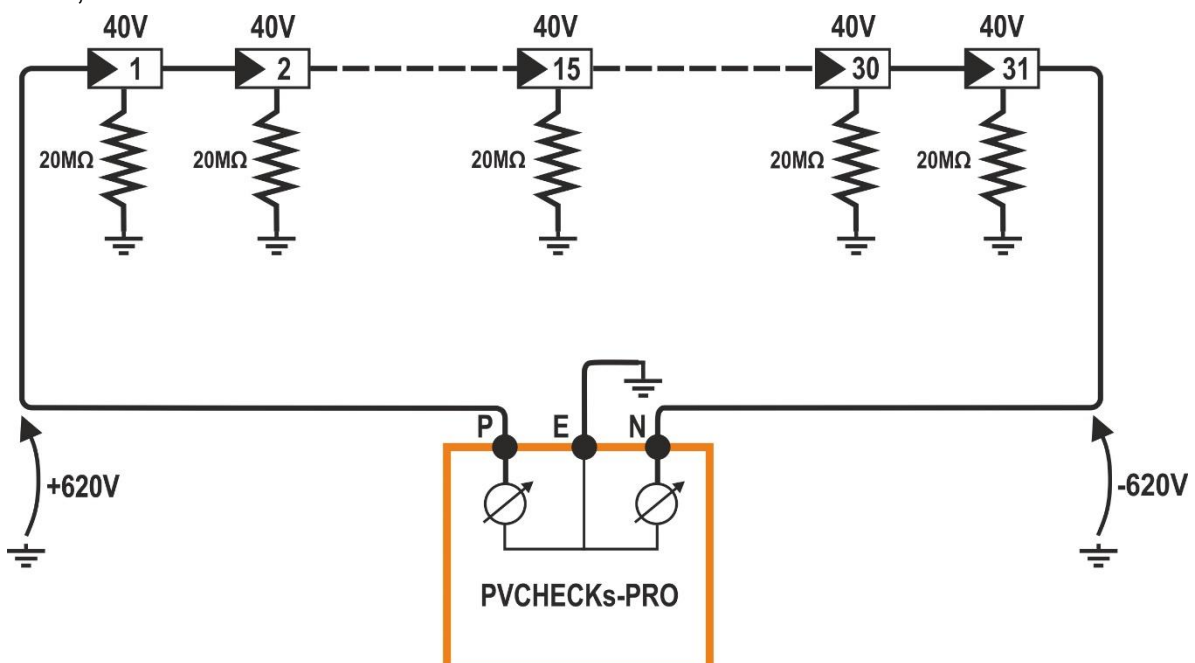 40V 40V 40V 40V 40V
1 2 15 30 31
20MΩ 20MΩ 20MΩ 20MΩ 20MΩ
P E N
+620V -620V
PVCHECKs-PRO